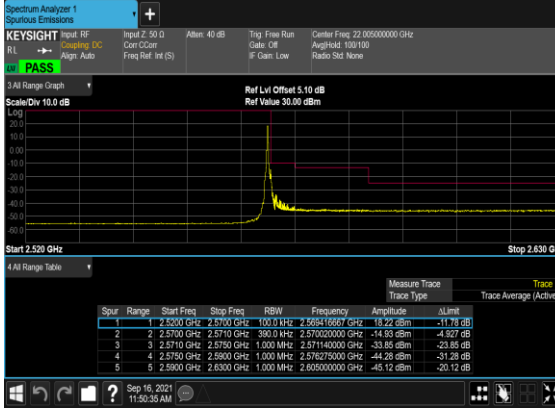 Spectrum Analyzer 1
Spurious Emissions
+
KEYSIGHT Input: RF Input Z: 50 Ω Atten: 40 dB Trig: Free Run Center Freq: 22.005000000 GHz
RL Coupling: DC Corr CCorr Gate: Off Avg|Hold: 100/100
Align: Auto Freq Ref: Int (S) IF Gain: Low Radio Std: None
LXI PASS
3 All Range Graph
Ref Lvl Offset 5.10 dB
Scale/Div 10.0 dB Ref Value 30.00 dBm
Log
20.0
10.0
0.00
-10.0
-20.0
-30.0
-40.0
-50.0
-60.0
Start 2.520 GHz Stop 2.630 G
4 All Range Table
Measure Trace Trace
Trace Type Trace Average (Active
Spur Range Start Freq Stop Freq RBW Frequency Amplitude ΔLimit
1 1 2.5200 GHz 2.5700 GHz 100.0 kHz 2.569416667 GHz 18.22 dBm -11.78 dB
2 2 2.5700 GHz 2.5710 GHz 390.0 kHz 2.570020000 GHz -14.93 dBm -4.927 dB
3 3 2.5710 GHz 2.5750 GHz 1.000 MHz 2.571140000 GHz -33.85 dBm -23.85 dB
4 4 2.5750 GHz 2.5900 GHz 1.000 MHz 2.576275000 GHz -44.28 dBm -31.28 dB
5 5 2.5900 GHz 2.6300 GHz 1.000 MHz 2.605000000 GHz -45.12 dBm -20.12 dB
? Sep 16, 2021
11:50:35 AM